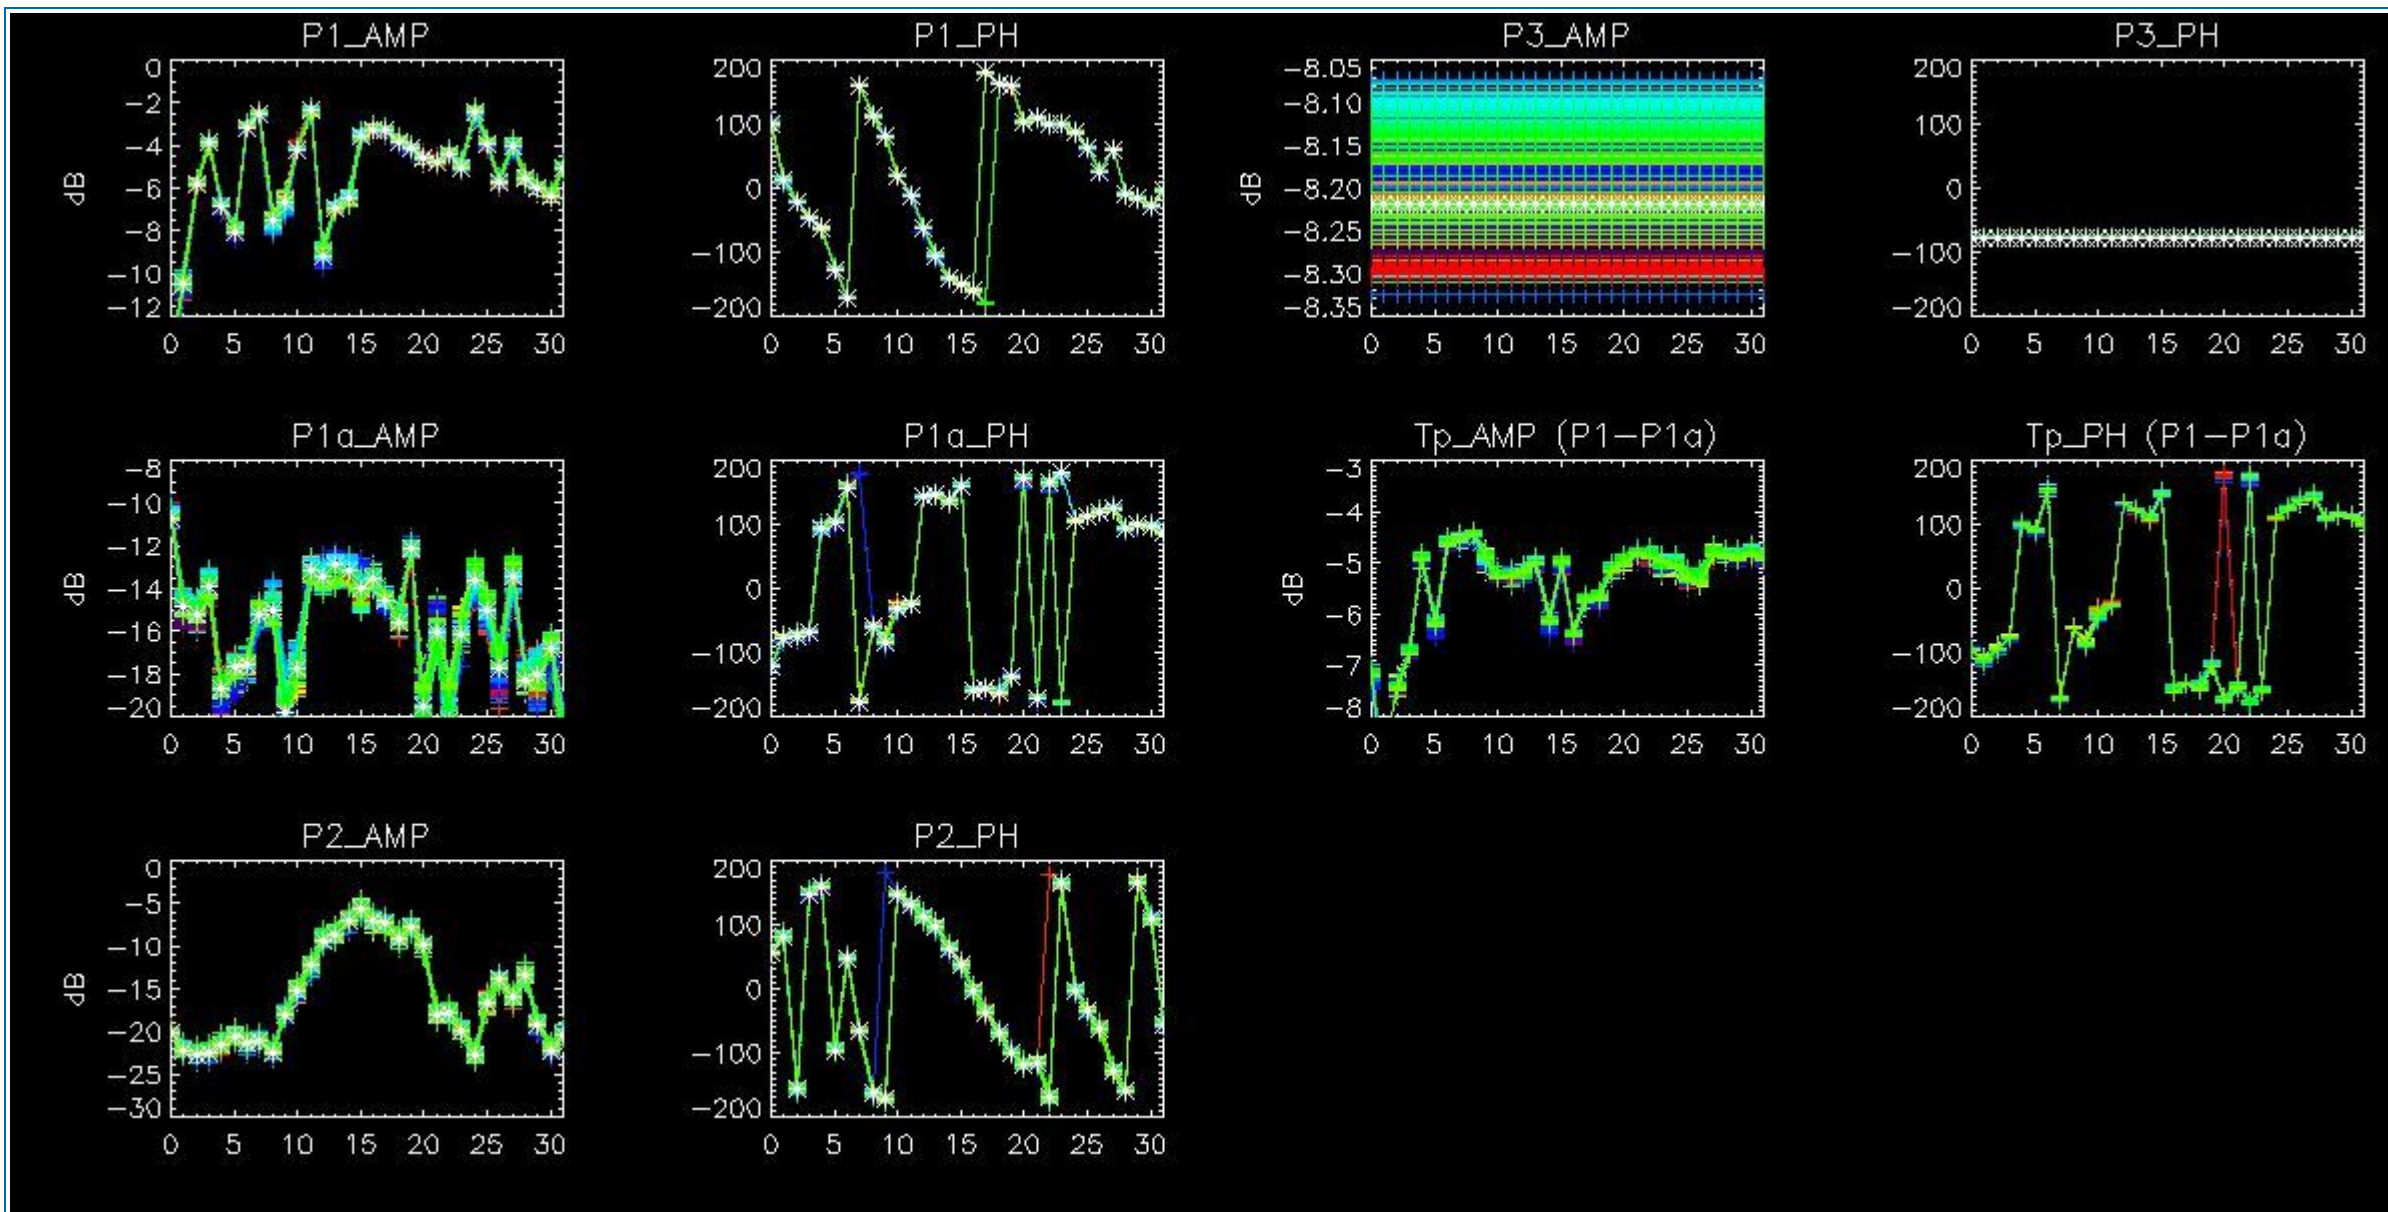 P1_AMP P1_PH P3_AMP P3_PH
0 200 -8.05 200
-2 100 -8.10 100
-4 0 -8.15 0
-6 -100 -8.20 -100
-8 -200 -8.25 -200
-10 -8.30
-12 -8.35
dB dB
0 5 10 15 20 25 30 0 5 10 15 20 25 30 0 5 10 15 20 25 30 0 5 10 15 20 25 30
P1a_AMP P1a_PH Tp_AMP (P1-P1a) Tp_PH (P1-P1a)
-8 200 -3 200
-10 100 -4 100
-12 0 -5 0
-14 -100 -6 -100
-16 -200 -7 -200
-18 -8
-20
dB dB
0 5 10 15 20 25 30 0 5 10 15 20 25 30 0 5 10 15 20 25 30 0 5 10 15 20 25 30
P2_AMP P2_PH
0 200
-5 100
-10 0
-15 -100
-20 -200
-25
-30
dB
0 5 10 15 20 25 30 0 5 10 15 20 25 30